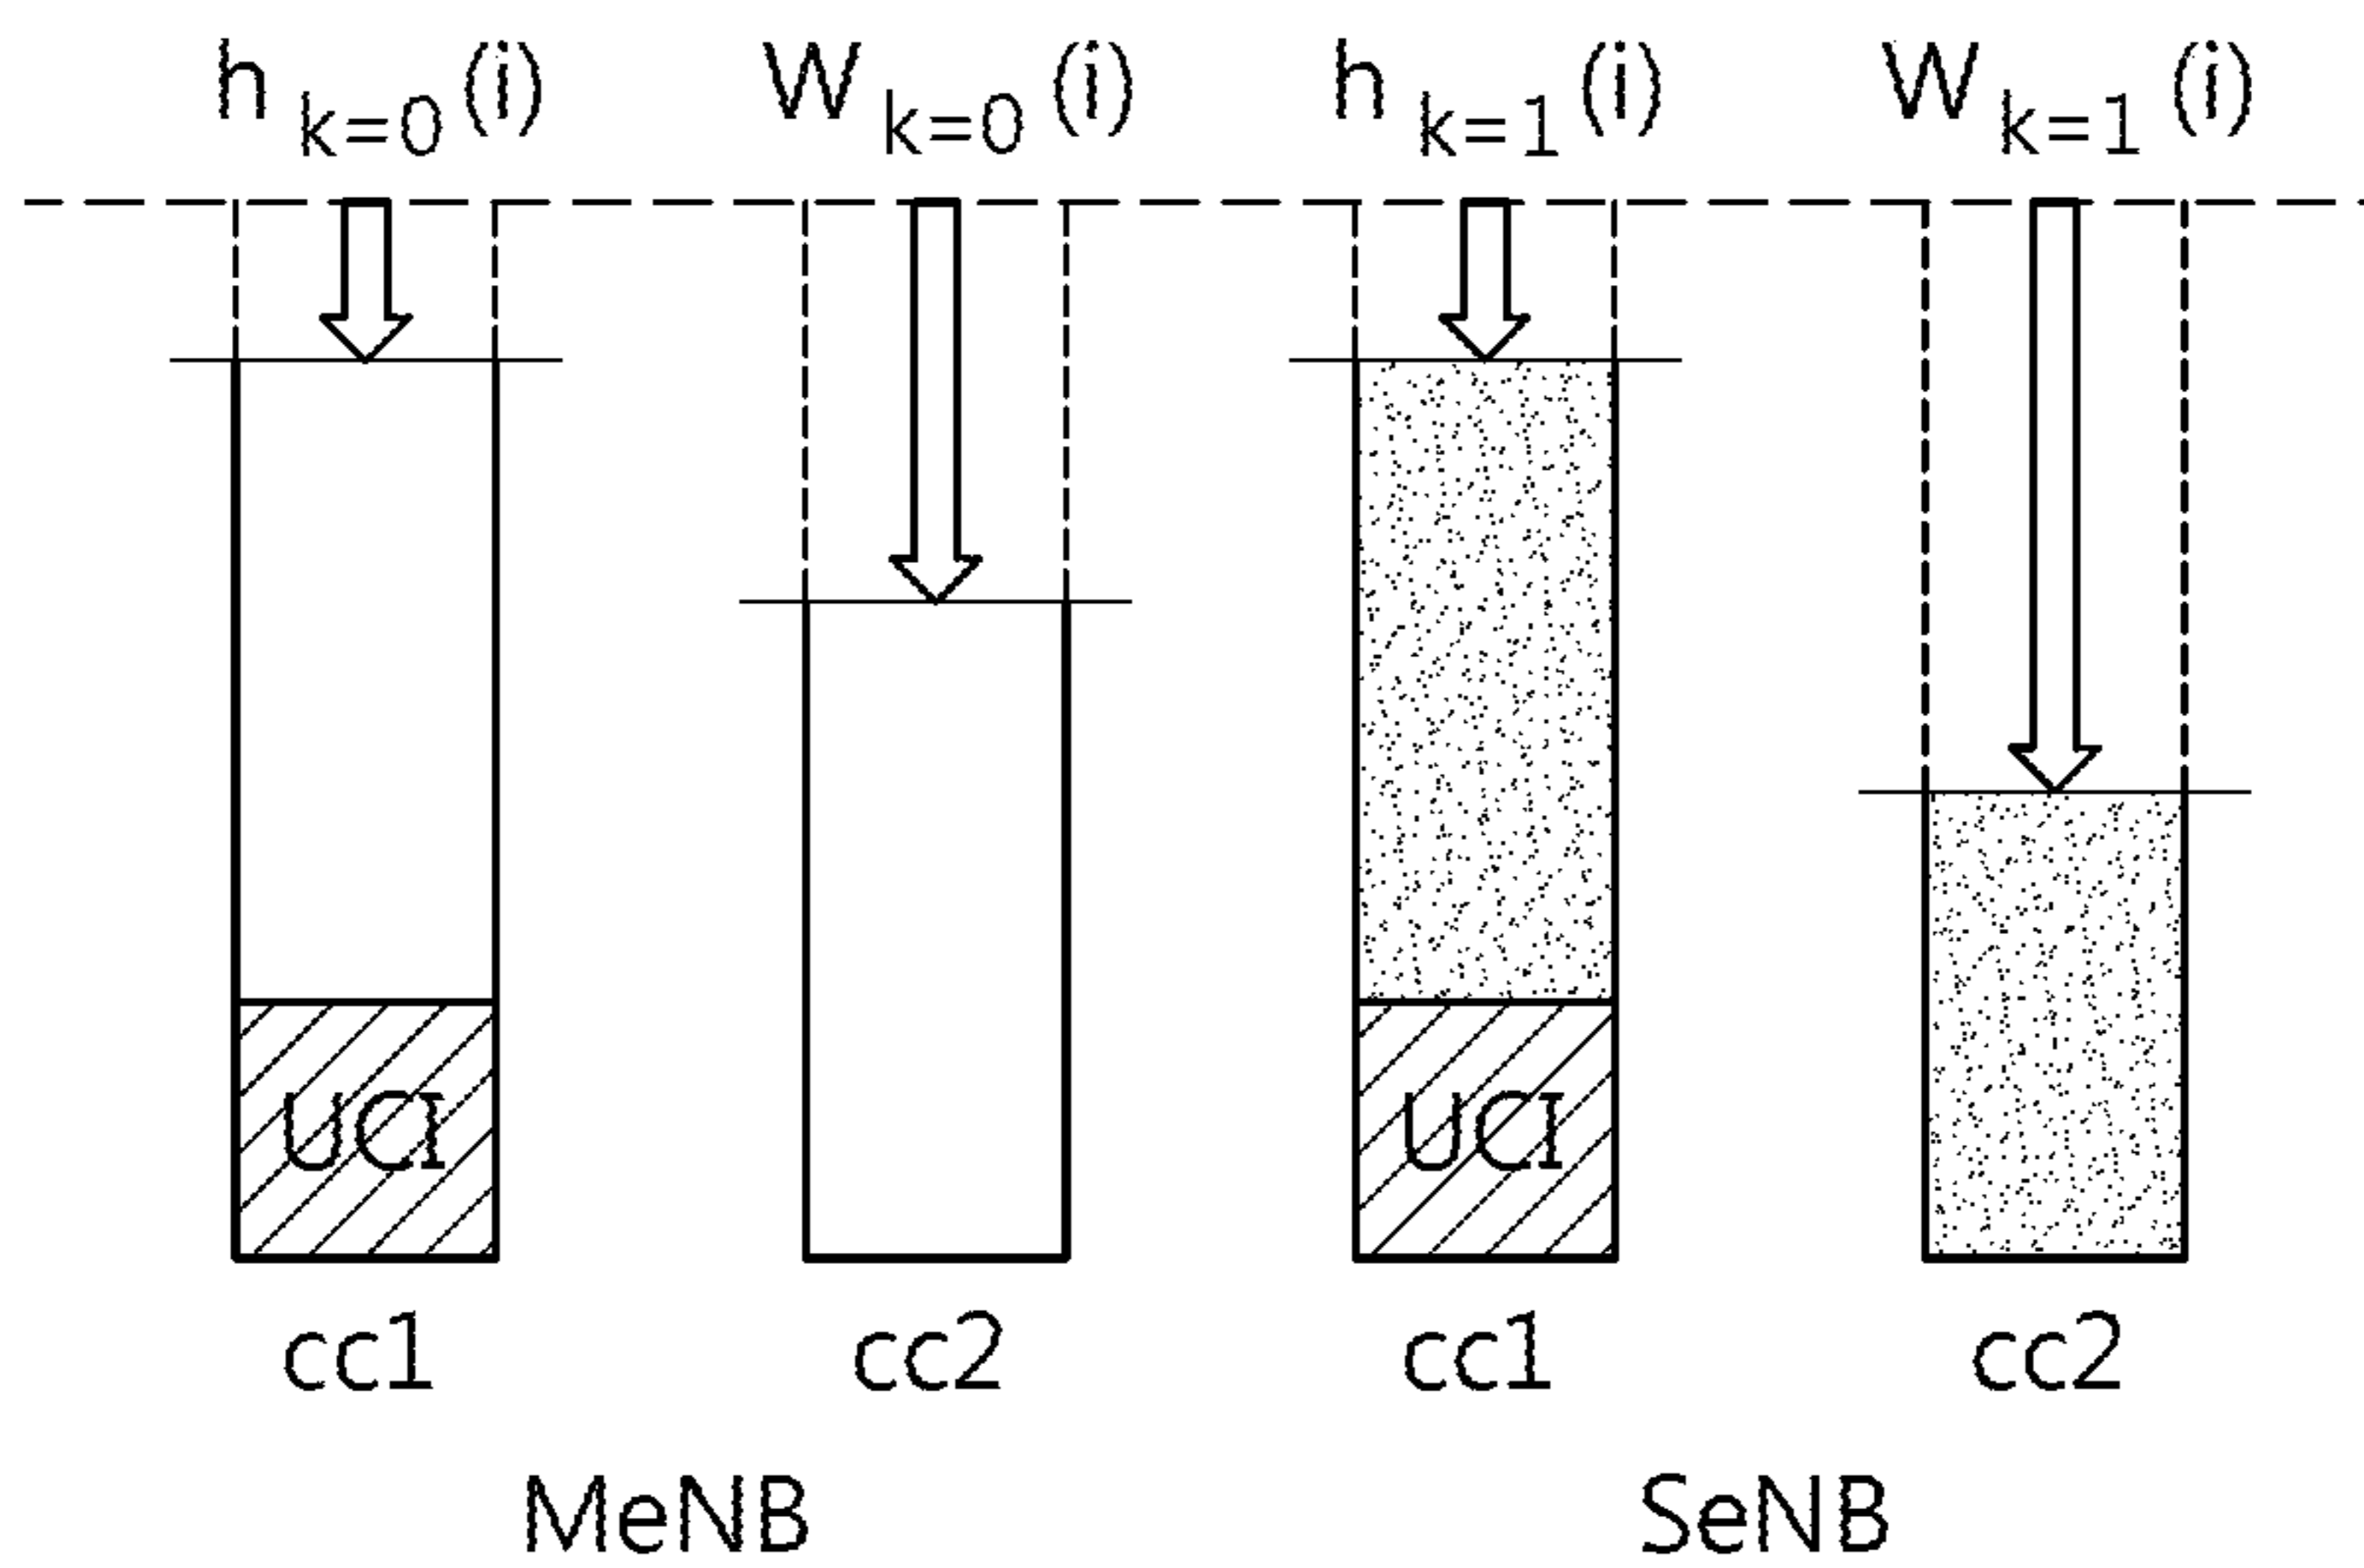 h k=0 (i) W k=0 (i) h k=1 (i) W k=1 (i)
UCI UCI
cc1 cc2 cc1 cc2
MeNB SeNB